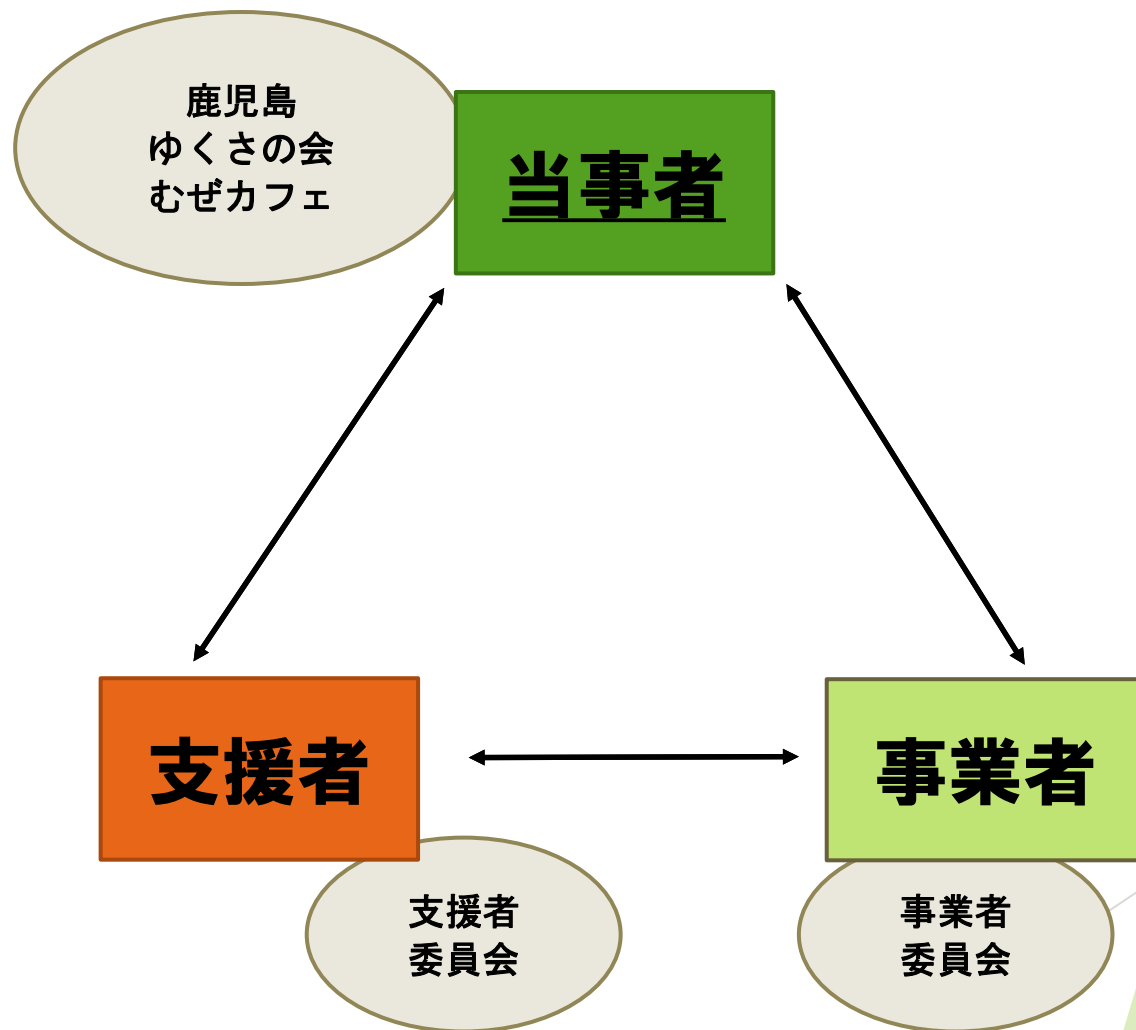 鹿児島
ゆくさの会
むぜカフェ
当事者
支援者
事業者
支援者
委員会
事業者
委員会